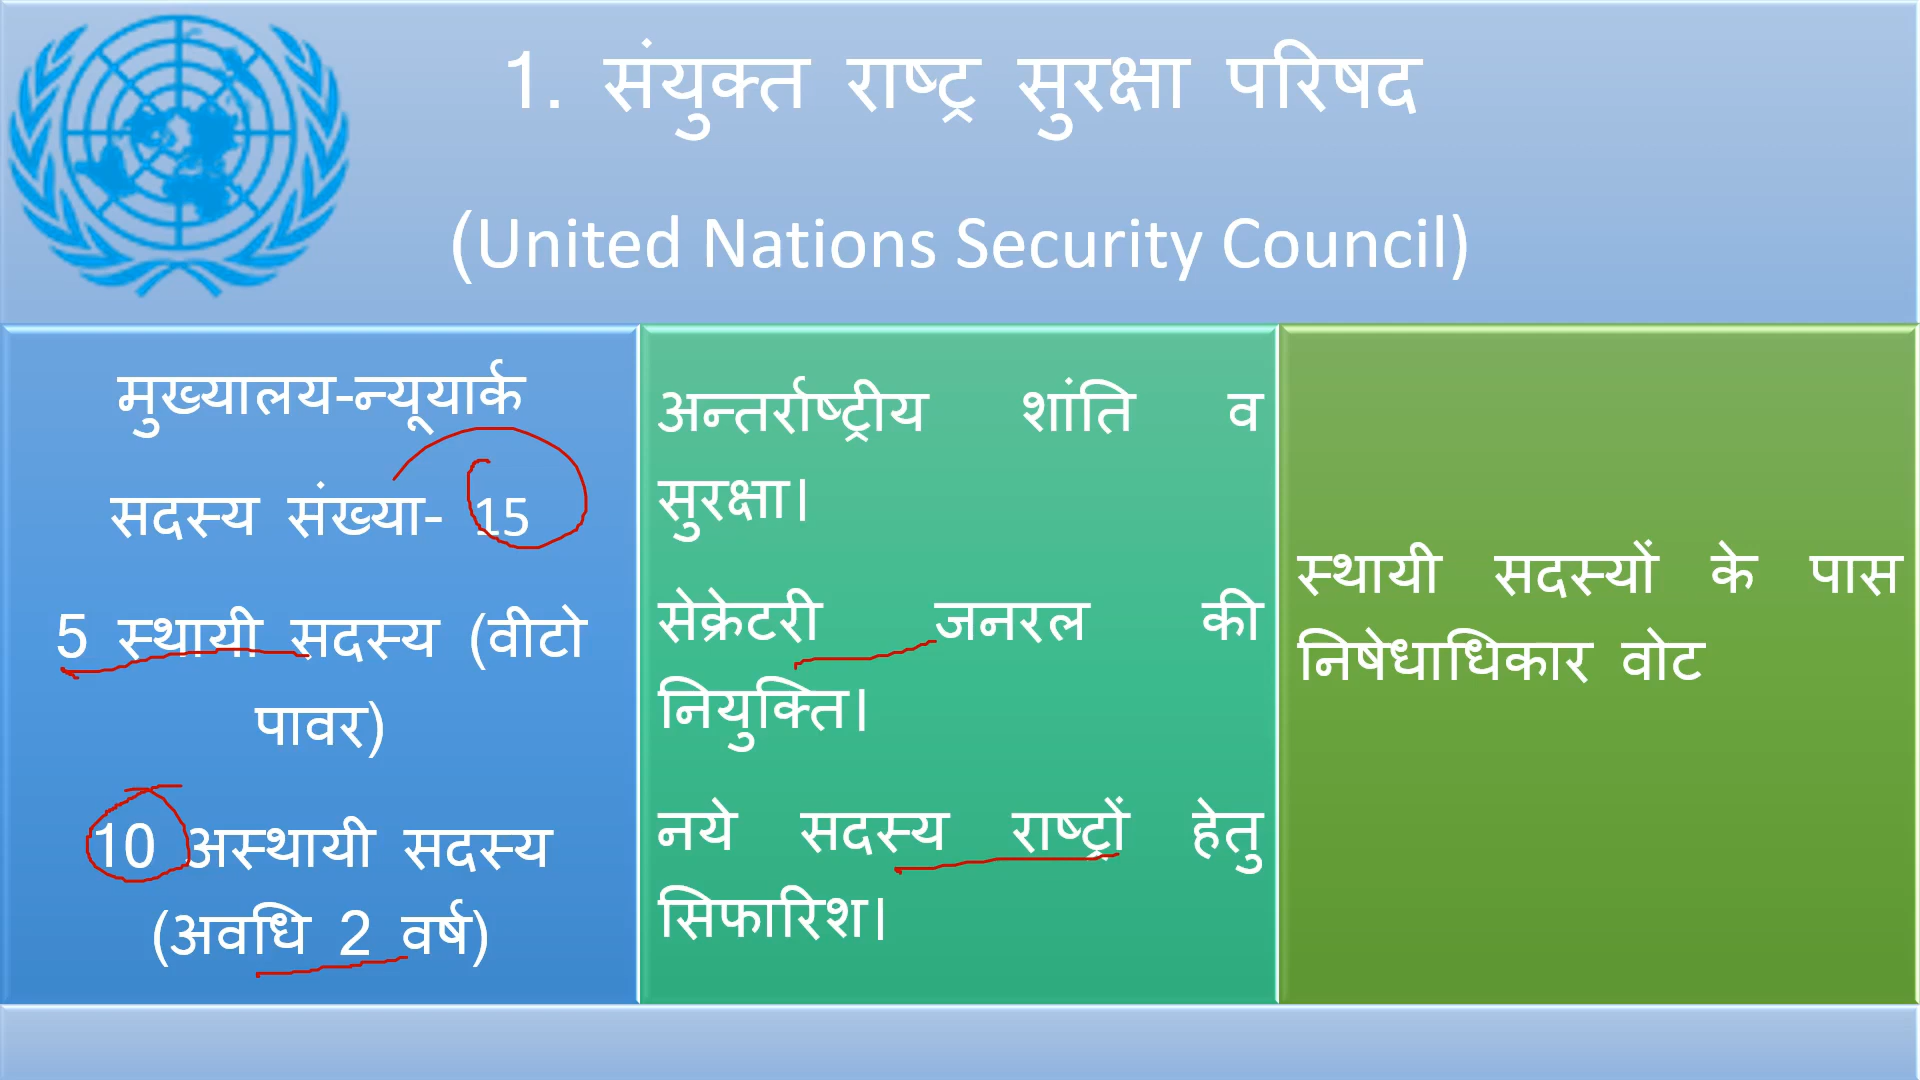 1. संयुक्त राष्ट्र सुरक्षा परिषद
(United Nations Security Council)
मुख्यालय-न्यूयार्क
सदस्य संख्या- 15
5 स्थायी सदस्य (वीटो
पावर)
10 अस्थायी सदस्य
(अवधि 2 वर्ष)
अन्तर्राष्ट्रीय शांति व
सुरक्षा।
सेक्रेटरी जनरल की
नियुक्ति।
नये सदस्य राष्ट्रों हेतु
सिफारिश।
स्थायी सदस्यों के पास
निषेधाधिकार वोट